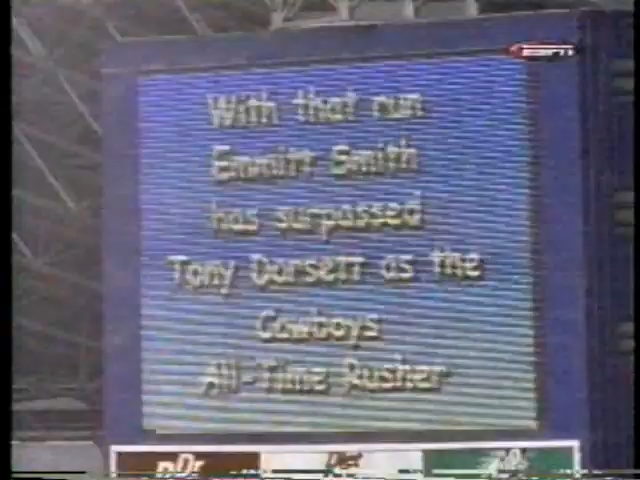 ESPN
With that run
Emmitt Smith
has surpassed
Tony Dorsett as the
Cowboys
All-Time Rusher